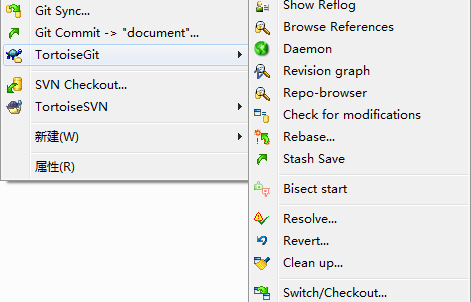 Git Sync...
Git Commit -> "document"...
TortoiseGit
SVN Checkout...
TortoiseSVN
新建(W)
属性(R)
Show Reflog
Browse References
Daemon
Revision graph
Repo-browser
Check for modifications
Rebase...
Stash Save
Bisect start
Resolve...
Revert...
Clean up...
Switch/Checkout...